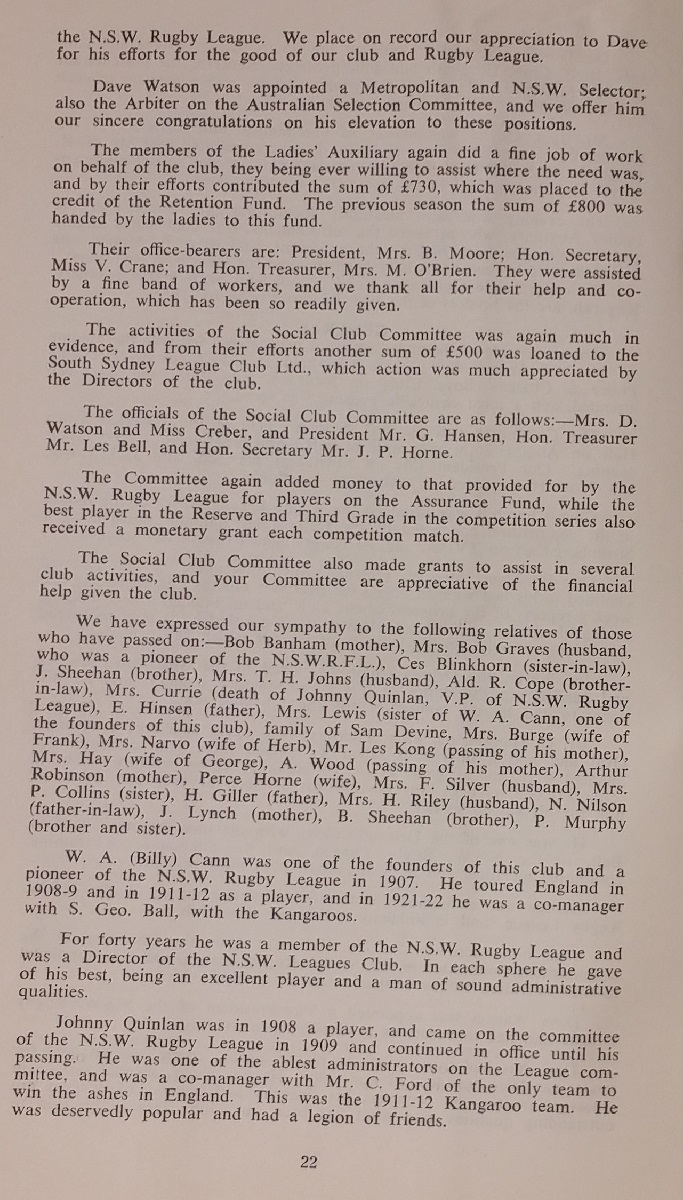 the N.S.W. Rugby League. We place on record our appreciation to Dave
for his efforts for the good of our club and Rugby League.
Dave Watson was appointed a Metropolitan and N.S.W. Selector;
also the Arbiter on the Australian Selection Committee, and we offer him
our sincere congratulations on his elevation to these positions.
The members of the Ladies' Auxiliary again did a fine job of work
on behalf of the club, they being ever willing to assist where the need was,
and by their efforts contributed the sum of £730, which was placed to the
credit of the Retention Fund. The previous season the sum of £800 was
handed by the ladies to this fund.
Their office-bearers are: President, Mrs. B. Moore; Hon. Secretary,
Miss V. Crane; and Hon. Treasurer, Mrs. M. O'Brien. They were assisted
by a fine band of workers, and we thank all for their help and co-
operation, which has been so readily given.
The activities of the Social Club Committee was again much in
evidence, and from their efforts another sum of £500 was loaned to the
South Sydney League Club Ltd., which action was much appreciated by
the Directors of the club.
The officials of the Social Club Committee are as follows:—Mrs. D.
Watson and Miss Creber, and President Mr. G. Hansen, Hon. Treasurer
Mr. Les Bell, and Hon. Secretary Mr. J. P. Horne.
The Committee again added money to that provided for by the
N.S.W. Rugby League for players on the Assurance Fund, while the
best player in the Reserve and Third Grade in the competition series also
received a monetary grant each competition match.
The Social Club Committee also made grants to assist in several
club activities, and your Committee are appreciative of the financial
help given the club.
We have expressed our sympathy to the following relatives of those
who have passed on:—Bob Banham (mother), Mrs. Bob Graves (husband,
who was a pioneer of the N.S.W.R.F.L.), Ces Blinkhorn (sister-in-law),
J. Sheehan (brother), Mrs. T. H. Johns (husband), Ald. R. Cope (brother-
in-law), Mrs. Currie (death of Johnny Quinlan, V.P. of N.S.W. Rugby
League), E. Hinsen (father), Mrs. Lewis (sister of W. A. Cann, one of
the founders of this club), family of Sam Devine, Mrs. Burge (wife of
Frank), Mrs. Narvo (wife of Herb), Mr. Les Kong (passing of his mother),
Mrs. Hay (wife of George), A. Wood (passing of his mother), Arthur
Robinson (mother), Perce Horne (wife), Mrs. F. Silver (husband), Mrs.
P. Collins (sister), H. Giller (father), Mrs. H. Riley (husband), N. Nilson
(father-in-law), J. Lynch (mother), B. Sheehan (brother), P. Murphy
(brother and sister).
W. A. (Billy) Cann was one of the founders of this club and a
pioneer of the N.S.W. Rugby League in 1907. He toured England in
1908-9 and in 1911-12 as a player, and in 1921-22 he was a co-manager
with S. Geo. Ball, with the Kangaroos.
For forty years he was a member of the N.S.W. Rugby League and
was a Director of the N.S.W. Leagues Club. In each sphere he gave
of his best, being an excellent player and a man of sound administrative
qualities.
Johnny Quinlan was in 1908 a player, and came on the committee
of the N.S.W. Rugby League in 1909 and continued in office until his
passing. He was one of the ablest administrators on the League com-
mittee, and was a co-manager with Mr. C. Ford of the only team to
win the ashes in England. This was the 1911-12 Kangaroo team. He
was deservedly popular and had a legion of friends.
22